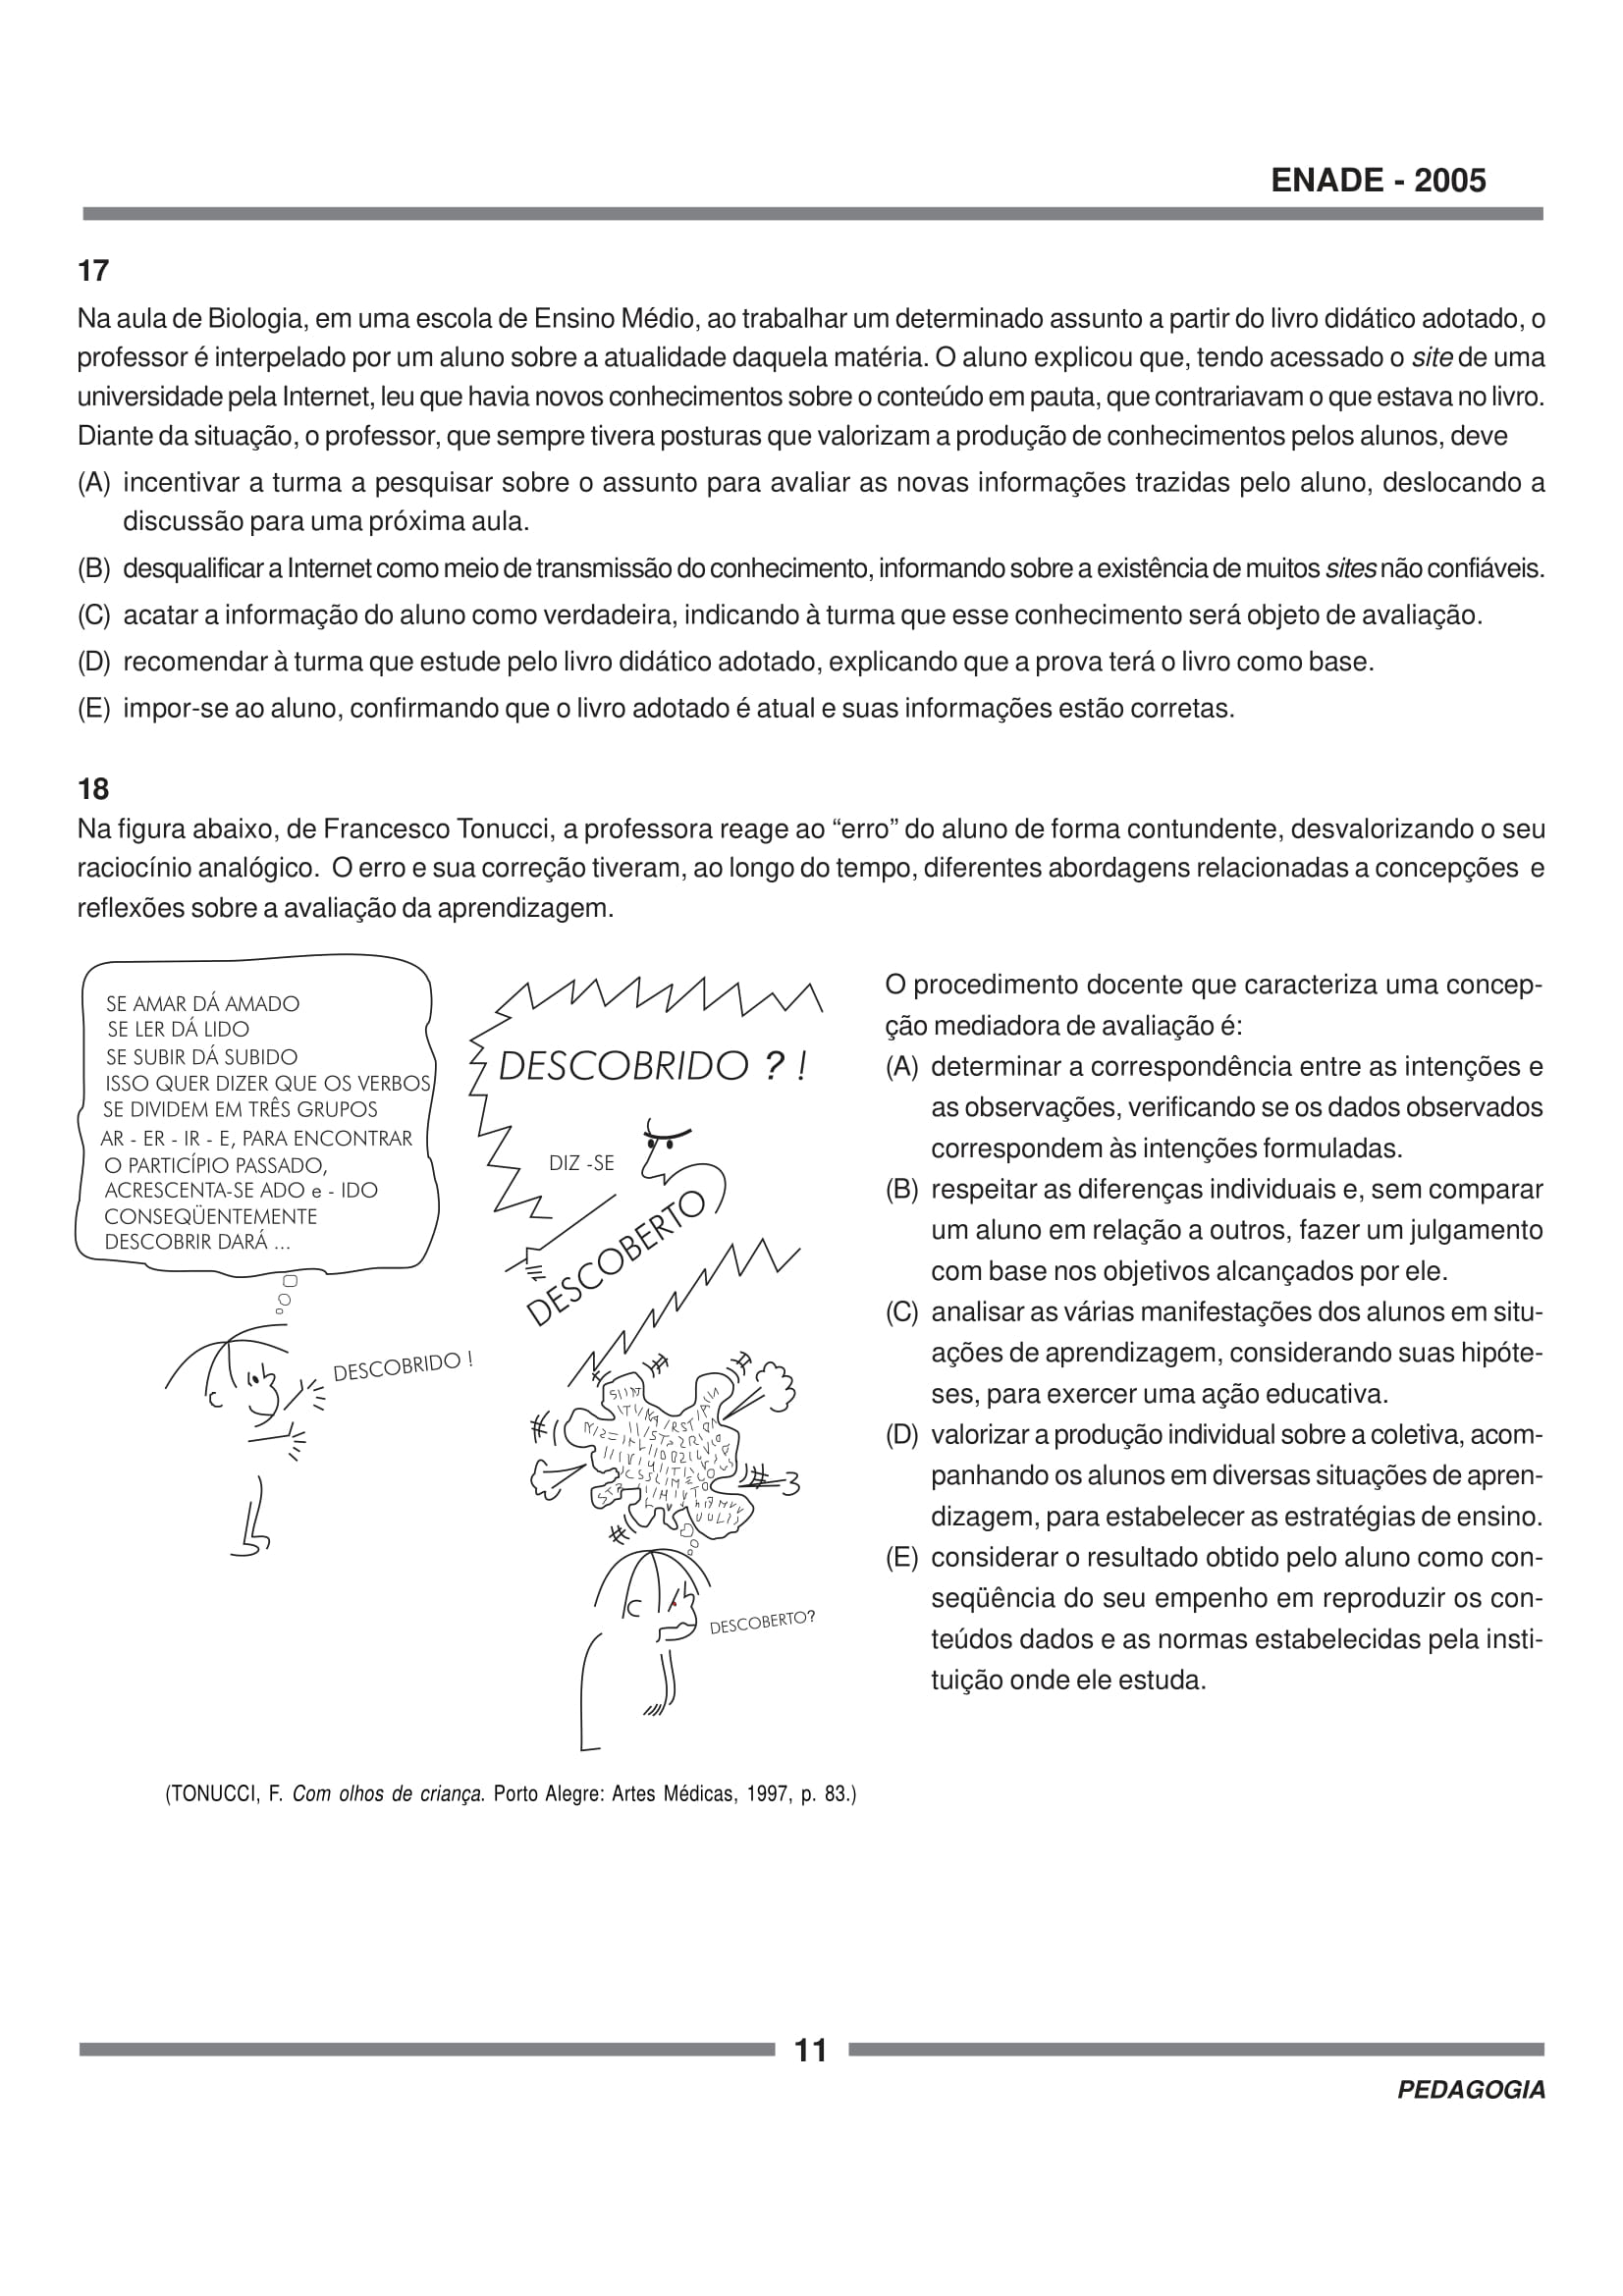 ENADE - 2005
17
Na aula de Biologia, em uma escola de Ensino Médio, ao trabalhar um determinado assunto a partir do livro didático adotado, o
professor é interpelado por um aluno sobre a atualidade daquela matéria. O aluno explicou que, tendo acessado o site de uma
universidade pela Internet, leu que havia novos conhecimentos sobre o conteúdo em pauta, que contrariavam o que estava no livro.
Diante da situação, o professor, que sempre tivera posturas que valorizam a produção de conhecimentos pelos alunos, deve
(A) incentivar a turma a pesquisar sobre o assunto para avaliar as novas informações trazidas pelo aluno, deslocando a
discussão para uma próxima aula.
(B) desqualificar a Internet como meio de transmissão do conhecimento, informando sobre a existência de muitos sites não confiáveis.
(C) acatar a informação do aluno como verdadeira, indicando à turma que esse conhecimento será objeto de avaliação.
(D) recomendar à turma que estude pelo livro didático adotado, explicando que a prova terá o livro como base.
(E) impor-se ao aluno, confirmando que o livro adotado é atual e suas informações estão corretas.
18
Na figura abaixo, de Francesco Tonucci, a professora reage ao “erro” do aluno de forma contundente, desvalorizando o seu
raciocínio analógico. O erro e sua correção tiveram, ao longo do tempo, diferentes abordagens relacionadas a concepções e
reflexões sobre a avaliação da aprendizagem.
SE AMAR DÁ AMADO
SE LER DÁ LIDO
SE SUBIR DÁ SUBIDO
ISSO QUER DIZER QUE OS VERBOS
SE DIVIDEM EM TRÊS GRUPOS
AR - ER - IR - E, PARA ENCONTRAR
O PARTICÍPIO PASSADO,
ACRESCENTA-SE ADO e - IDO
CONSEQÜENTEMENTE
DESCOBRIR DARÁ ...
DESCOBRIDO !
DESCOBRIDO ? !
DIZ -SE
DESCOBERTO
DESCOBERTO?
(TONUCCI, F. Com olhos de criança. Porto Alegre: Artes Médicas, 1997, p. 83.)
O procedimento docente que caracteriza uma concep-
ção mediadora de avaliação é:
(A) determinar a correspondência entre as intenções e
as observações, verificando se os dados observados
correspondem às intenções formuladas.
(B) respeitar as diferenças individuais e, sem comparar
um aluno em relação a outros, fazer um julgamento
com base nos objetivos alcançados por ele.
(C) analisar as várias manifestações dos alunos em situ-
ações de aprendizagem, considerando suas hipóte-
ses, para exercer uma ação educativa.
(D) valorizar a produção individual sobre a coletiva, acom-
panhando os alunos em diversas situações de apren-
dizagem, para estabelecer as estratégias de ensino.
(E) considerar o resultado obtido pelo aluno como con-
seqüência do seu empenho em reproduzir os con-
teúdos dados e as normas estabelecidas pela insti-
tuição onde ele estuda.
11
PEDAGOGIA